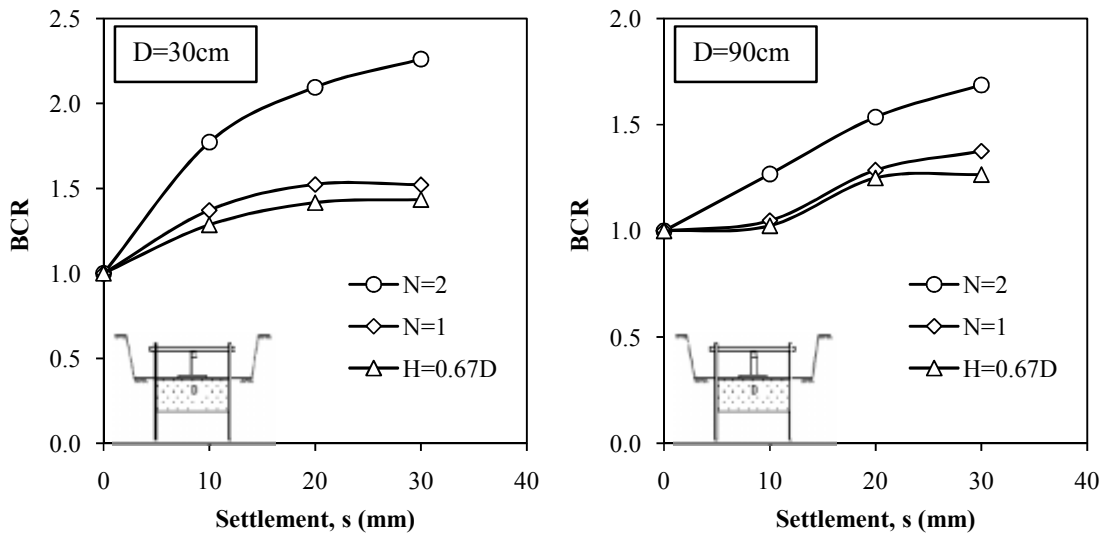 D=30cm
BCR
2.5
2.0
1.5
1.0
0.5
0.0
N=2
N=1
H=0.67D
D
0 10 20 30 40
Settlement, s (mm)
D=90cm
BCR
2.0
1.5
1.0
0.5
0.0
N=2
N=1
H=0.67D
D
0 10 20 30 40
Settlement, s (mm)